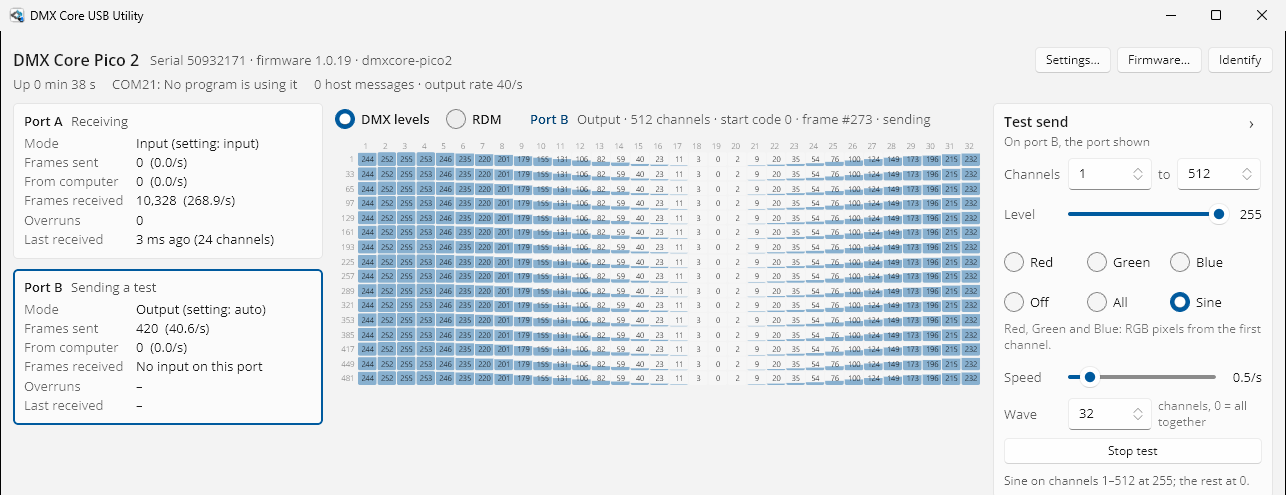 DMX Core USB Utility
DMX Core Pico 2 Serial 50932171 · firmware 1.0.19 · dmxcore-pico2
Settings... Firmware... Identify
Up 0 min 38 s COM21: No program is using it 0 host messages · output rate 40/s
Port A Receiving
Mode Input (setting: input)
Frames sent 0 (0.0/s)
From computer 0 (0.0/s)
Frames received 10,328 (268.9/s)
Overruns 0
Last received 3 ms ago (24 channels)
Port B Sending a test
Mode Output (setting: auto)
Frames sent 420 (40.6/s)
From computer 0 (0.0/s)
Frames received No input on this port
Overruns –
Last received –
DMX levels RDM Port B Output · 512 channels · start code 0 · frame #273 · sending
1 2 3 4 5 6 7 8 9 10 11 12 13 14 15 16 17 18 19 20 21 22 23 24 25 26 27 28 29 30 31 32
1 244 252 255 253 246 235 220 201 179 155 131 106 82 59 40 23 11 3 0 2 9 20 35 54 76 100 124 149 173 196 215 232
33 244 252 255 253 246 235 220 201 179 155 131 106 82 59 40 23 11 3 0 2 9 20 35 54 76 100 124 149 173 196 215 232
65 244 252 255 253 246 235 220 201 179 155 131 106 82 59 40 23 11 3 0 2 9 20 35 54 76 100 124 149 173 196 215 232
97 244 252 255 253 246 235 220 201 179 155 131 106 82 59 40 23 11 3 0 2 9 20 35 54 76 100 124 149 173 196 215 232
129 244 252 255 253 246 235 220 201 179 155 131 106 82 59 40 23 11 3 0 2 9 20 35 54 76 100 124 149 173 196 215 232
161 244 252 255 253 246 235 220 201 179 155 131 106 82 59 40 23 11 3 0 2 9 20 35 54 76 100 124 149 173 196 215 232
193 244 252 255 253 246 235 220 201 179 155 131 106 82 59 40 23 11 3 0 2 9 20 35 54 76 100 124 149 173 196 215 232
225 244 252 255 253 246 235 220 201 179 155 131 106 82 59 40 23 11 3 0 2 9 20 35 54 76 100 124 149 173 196 215 232
257 244 252 255 253 246 235 220 201 179 155 131 106 82 59 40 23 11 3 0 2 9 20 35 54 76 100 124 149 173 196 215 232
289 244 252 255 253 246 235 220 201 179 155 131 106 82 59 40 23 11 3 0 2 9 20 35 54 76 100 124 149 173 196 215 232
321 244 252 255 253 246 235 220 201 179 155 131 106 82 59 40 23 11 3 0 2 9 20 35 54 76 100 124 149 173 196 215 232
353 244 252 255 253 246 235 220 201 179 155 131 106 82 59 40 23 11 3 0 2 9 20 35 54 76 100 124 149 173 196 215 232
385 244 252 255 253 246 235 220 201 179 155 131 106 82 59 40 23 11 3 0 2 9 20 35 54 76 100 124 149 173 196 215 232
417 244 252 255 253 246 235 220 201 179 155 131 106 82 59 40 23 11 3 0 2 9 20 35 54 76 100 124 149 173 196 215 232
449 244 252 255 253 246 235 220 201 179 155 131 106 82 59 40 23 11 3 0 2 9 20 35 54 76 100 124 149 173 196 215 232
481 244 252 255 253 246 235 220 201 179 155 131 106 82 59 40 23 11 3 0 2 9 20 35 54 76 100 124 149 173 196 215 232
Test send
On port B, the port shown
Channels 1 to 512
Level 255
Red Green Blue
Off All Sine
Red, Green and Blue: RGB pixels from the first
channel.
Speed 0.5/s
Wave 32 channels, 0 = all
together
Stop test
Sine on channels 1–512 at 255; the rest at 0.